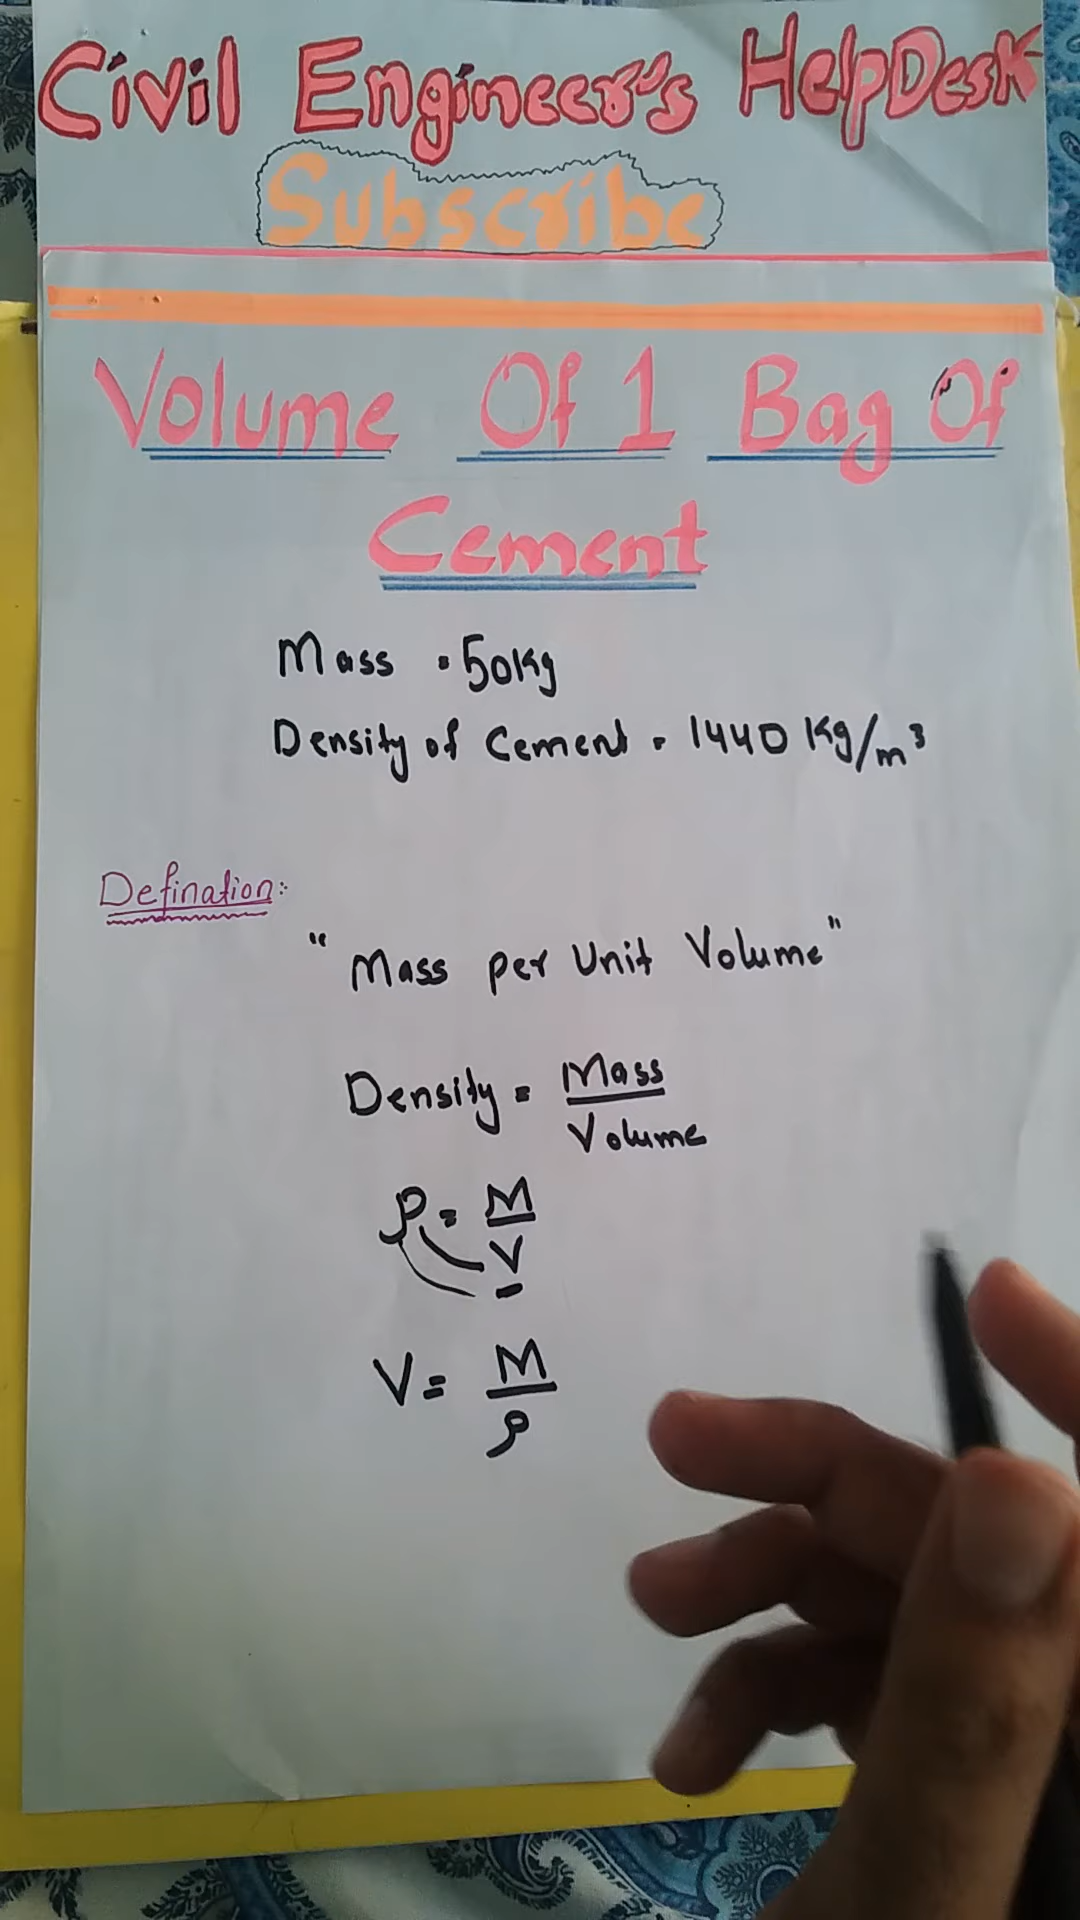 Civil Engineer's HelpDesk
Subscribe
Volume Of 1 Bag Of
Cement
Mass = 50Kg
Density of Cement = 1440 Kg/m³
Defination:
"Mass per Unit Volume"
Density = Mass
Volume
ρ = M
V
V = M
ρ